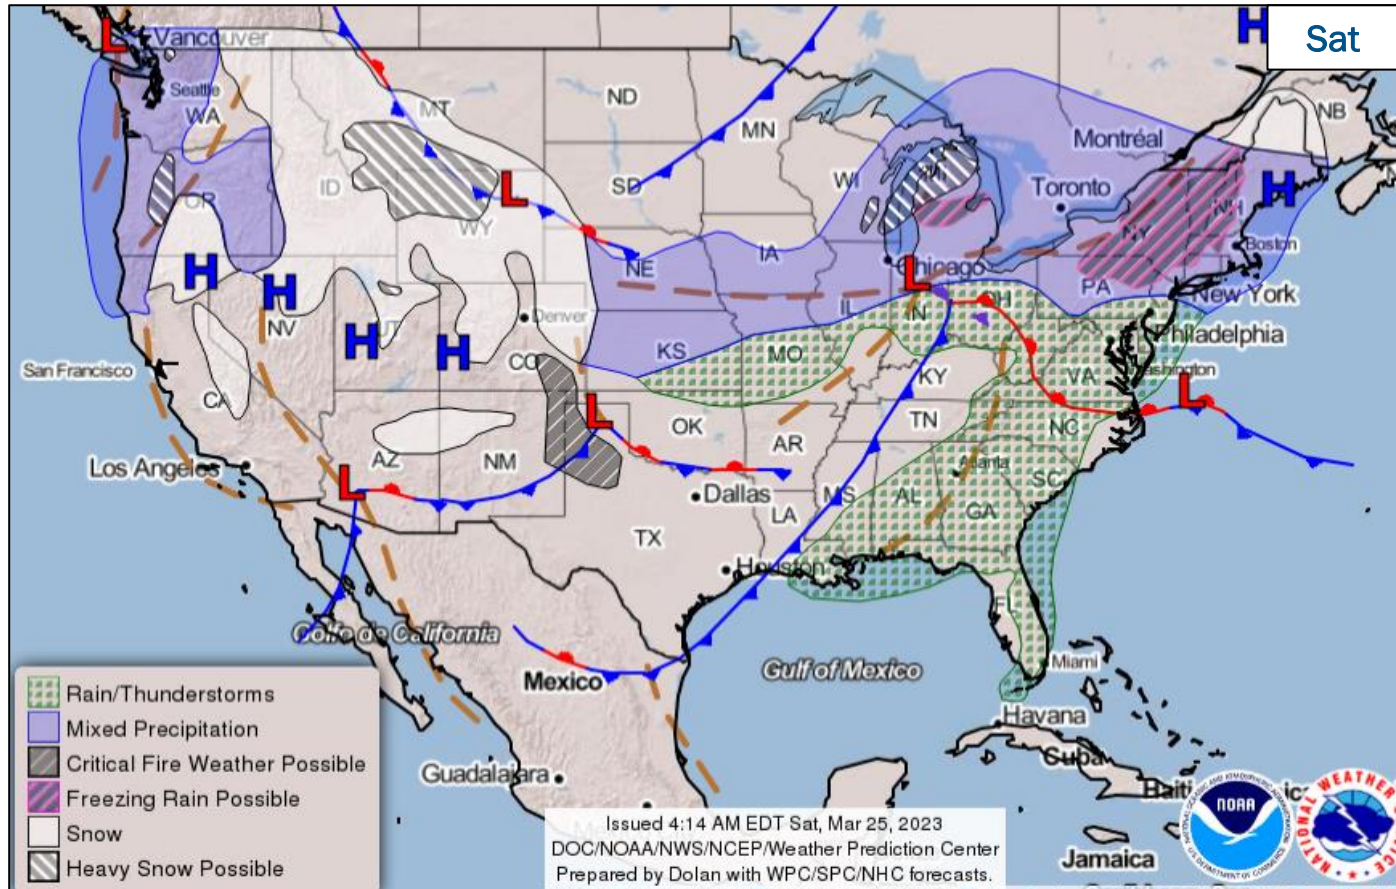 Sat
H
L
Vancouver
Seattle
WA
MT
ND
MN
Montréal
NB
OR
ID
L
SD
WI
MI
Toronto
H
NH
WY
NY
Boston
H
H
NE
IA
Chicago
L
PA
New York
NV
UT
H
H
Denver
IL
IN
OH
Philadelphia
San Francisco
CO
KS
MO
KY
VA
Washington
L
CA
L
OK
AR
TN
NC
Los Angeles
AZ
NM
Atlanta
SC
L
Dallas
LA
MS
AL
GA
TX
Houston
FL
Golfo de California
Gulf of Mexico
Miami
Mexico
Havana
Cuba
Guadalajara
Haiti
Jamaica
Rain/Thunderstorms
Mixed Precipitation
Critical Fire Weather Possible
Freezing Rain Possible
Snow
Heavy Snow Possible
Issued 4:14 AM EDT Sat, Mar 25, 2023
DOC/NOAA/NWS/NCEP/Weather Prediction Center
Prepared by Dolan with WPC/SPC/NHC forecasts.
NOAA
NATIONAL WEATHER